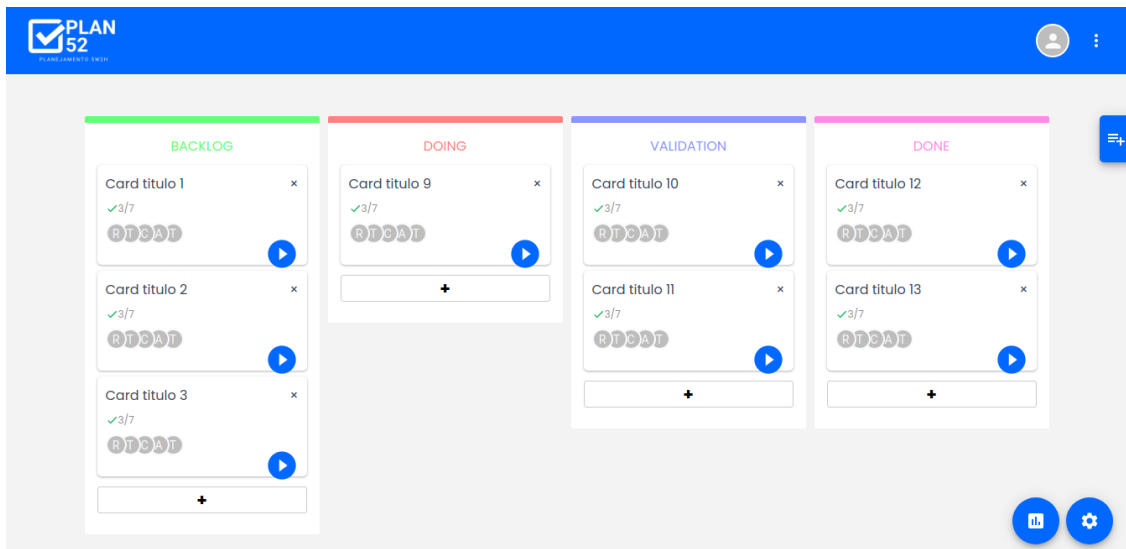 PLAN
52
PLANEJAMENTO 5W2H
BACKLOG
Card titulo 1
×
3/7
R T C A T
Card titulo 2
×
3/7
R T C A T
Card titulo 3
×
3/7
R T C A T
+
DOING
Card titulo 9
×
3/7
R T C A T
+
VALIDATION
Card titulo 10
×
3/7
R T C A T
Card titulo 11
×
3/7
R T C A T
+
DONE
Card titulo 12
×
3/7
R T C A T
Card titulo 13
×
3/7
R T C A T
+